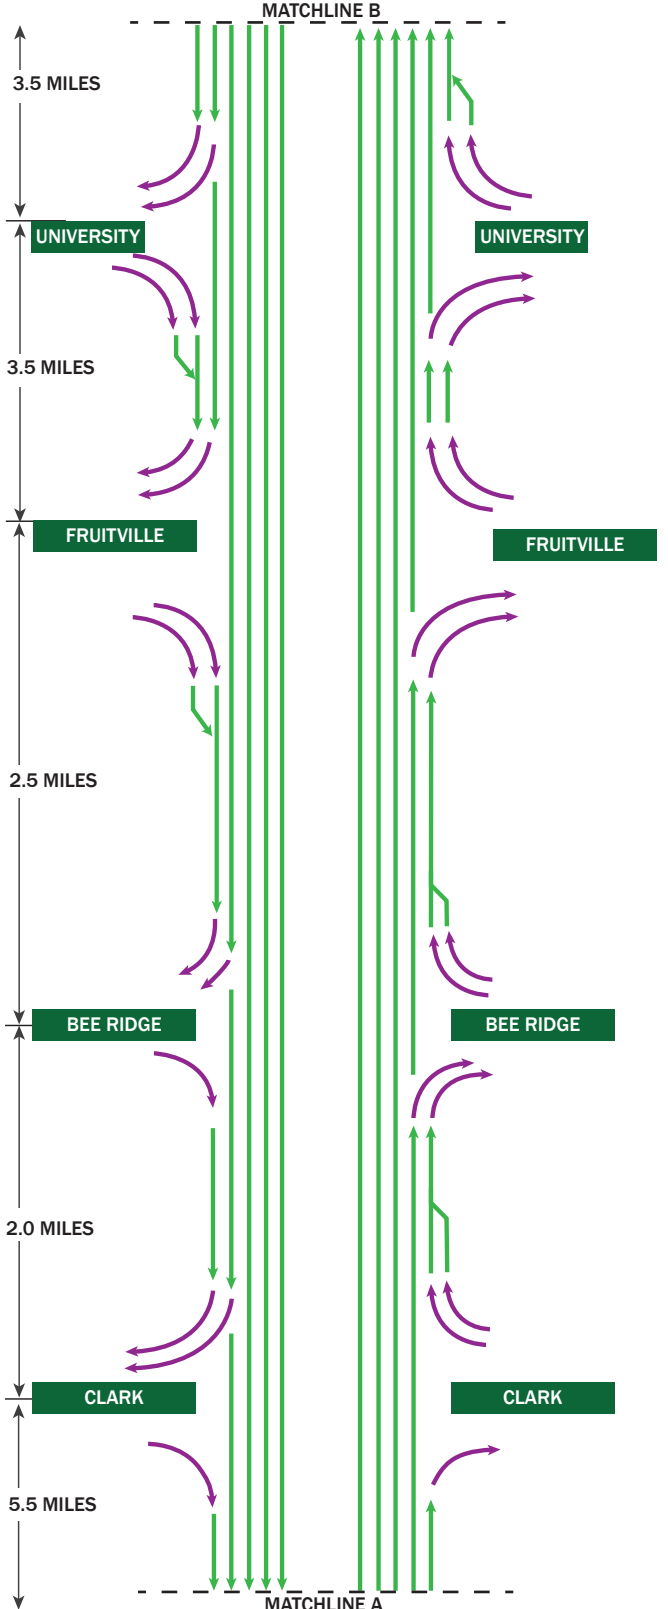 MATCHLINE B
3.5 MILES
UNIVERSITY
UNIVERSITY
3.5 MILES
FRUITVILLE
FRUITVILLE
2.5 MILES
BEE RIDGE
BEE RIDGE
2.0 MILES
CLARK
CLARK
5.5 MILES
MATCHLINE A